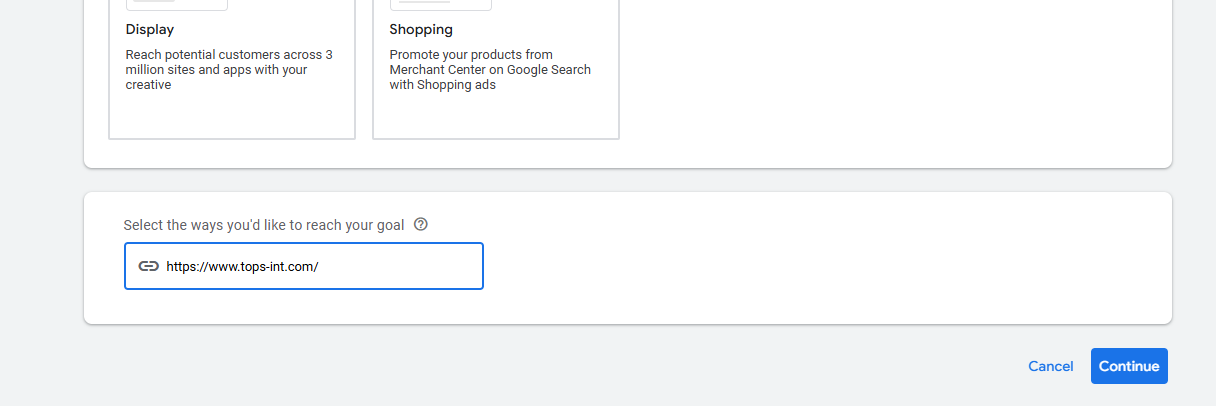 Display
Reach potential customers across 3
million sites and apps with your
creative
Shopping
Promote your products from
Merchant Center on Google Search
with Shopping ads
Select the ways you'd like to reach your goal
https://www.tops-int.com/
Cancel
Continue